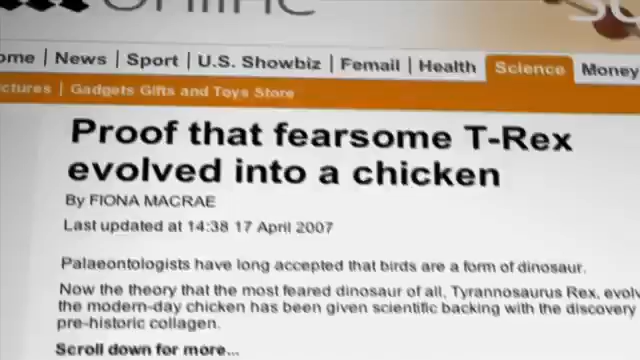 Home | News | Sport | U.S. Showbiz | Femail | Health | Science | Money
Gadgets Gifts and Toys Store
Proof that fearsome T-Rex
evolved into a chicken
By FIONA MACRAE
Last updated at 14:38 17 April 2007
Palaeontologists have long accepted that birds are a form of dinosaur.
Now the theory that the most feared dinosaur of all, Tyrannosaurus Rex, evolv
the modern-day chicken has been given scientific backing with the discovery
pre-historic collagen.
Scroll down for more...